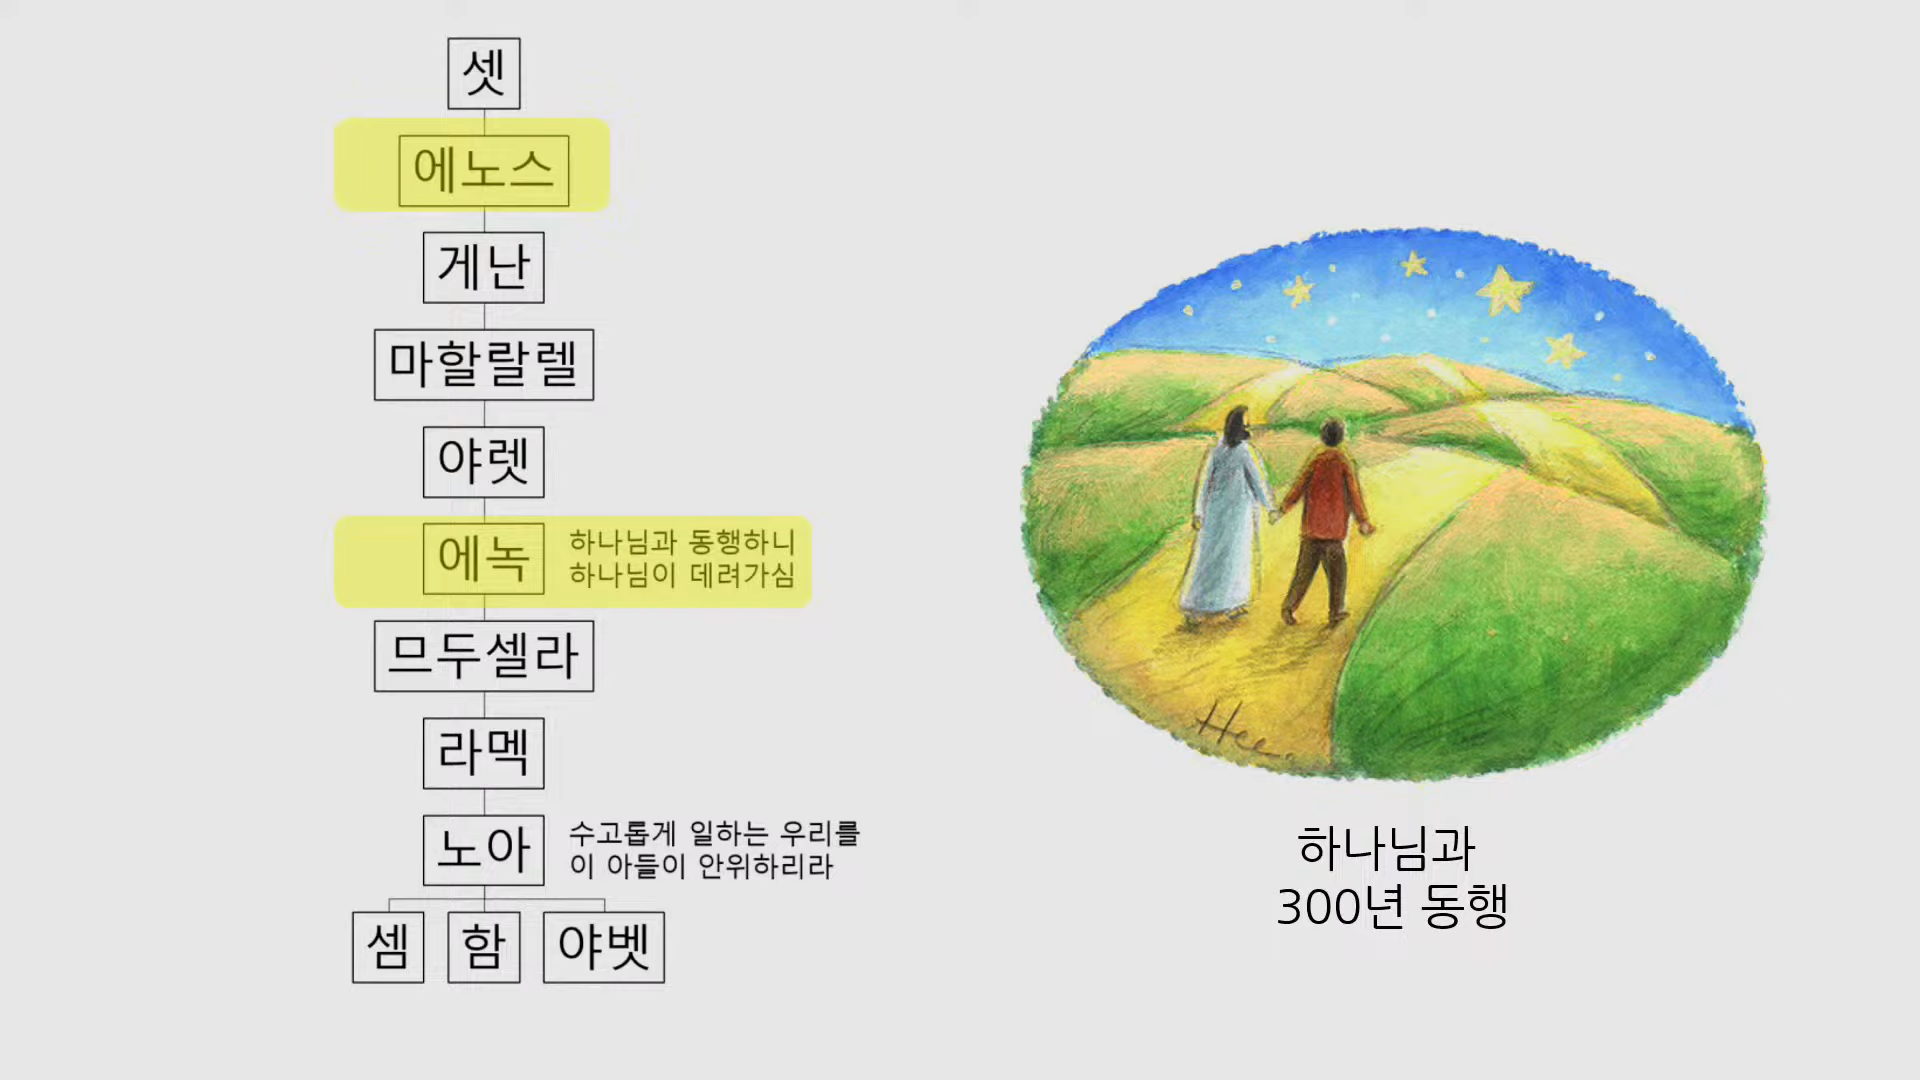 셋
에노스
게난
마할랄렐
야렛
에녹
하나님과 동행하니
하나님이 데려가심
므두셀라
라멕
노아
수고롭게 일하는 우리를
이 아들이 안위하리라
셈 함 야벳
Hee
하나님과
300년 동행